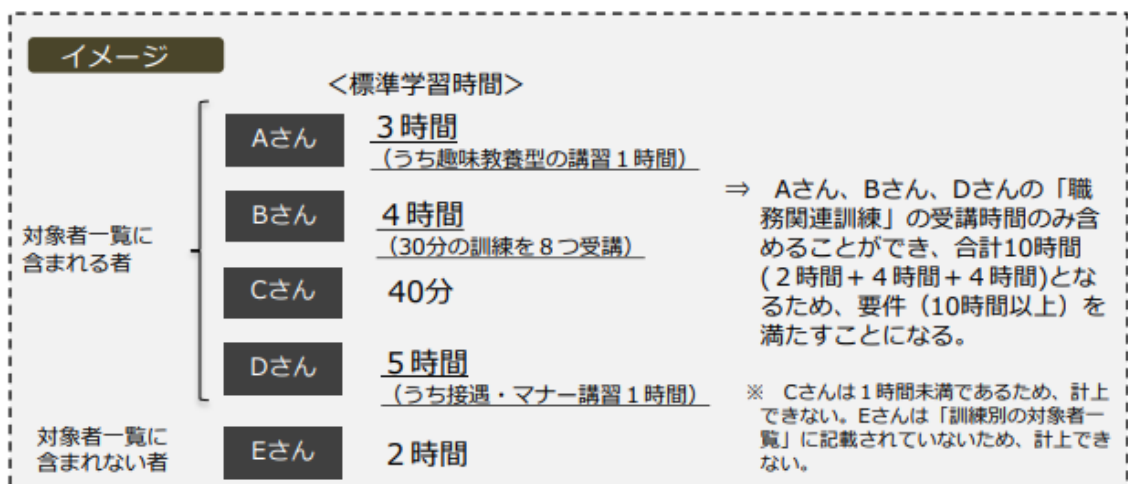 イメージ
＜標準学習時間＞
対象者一覧に
含まれる者
Aさん
３時間
（うち趣味教養型の講習１時間）
Bさん
４時間
（30分の訓練を８つ受講）
Cさん
40分
Dさん
５時間
（うち接遇・マナー講習１時間）
対象者一覧に
含まれない者
Eさん
２時間
⇒　Aさん、Bさん、Dさんの「職
務関連訓練」の受講時間のみ含
めることができ、合計10時間
(２時間＋４時間＋４時間)とな
るため、要件（10時間以上）を
満たすことになる。
※　Cさんは１時間未満であるため、計上
できない。Eさんは「訓練別の対象者一
覧」に記載されていないため、計上でき
ない。